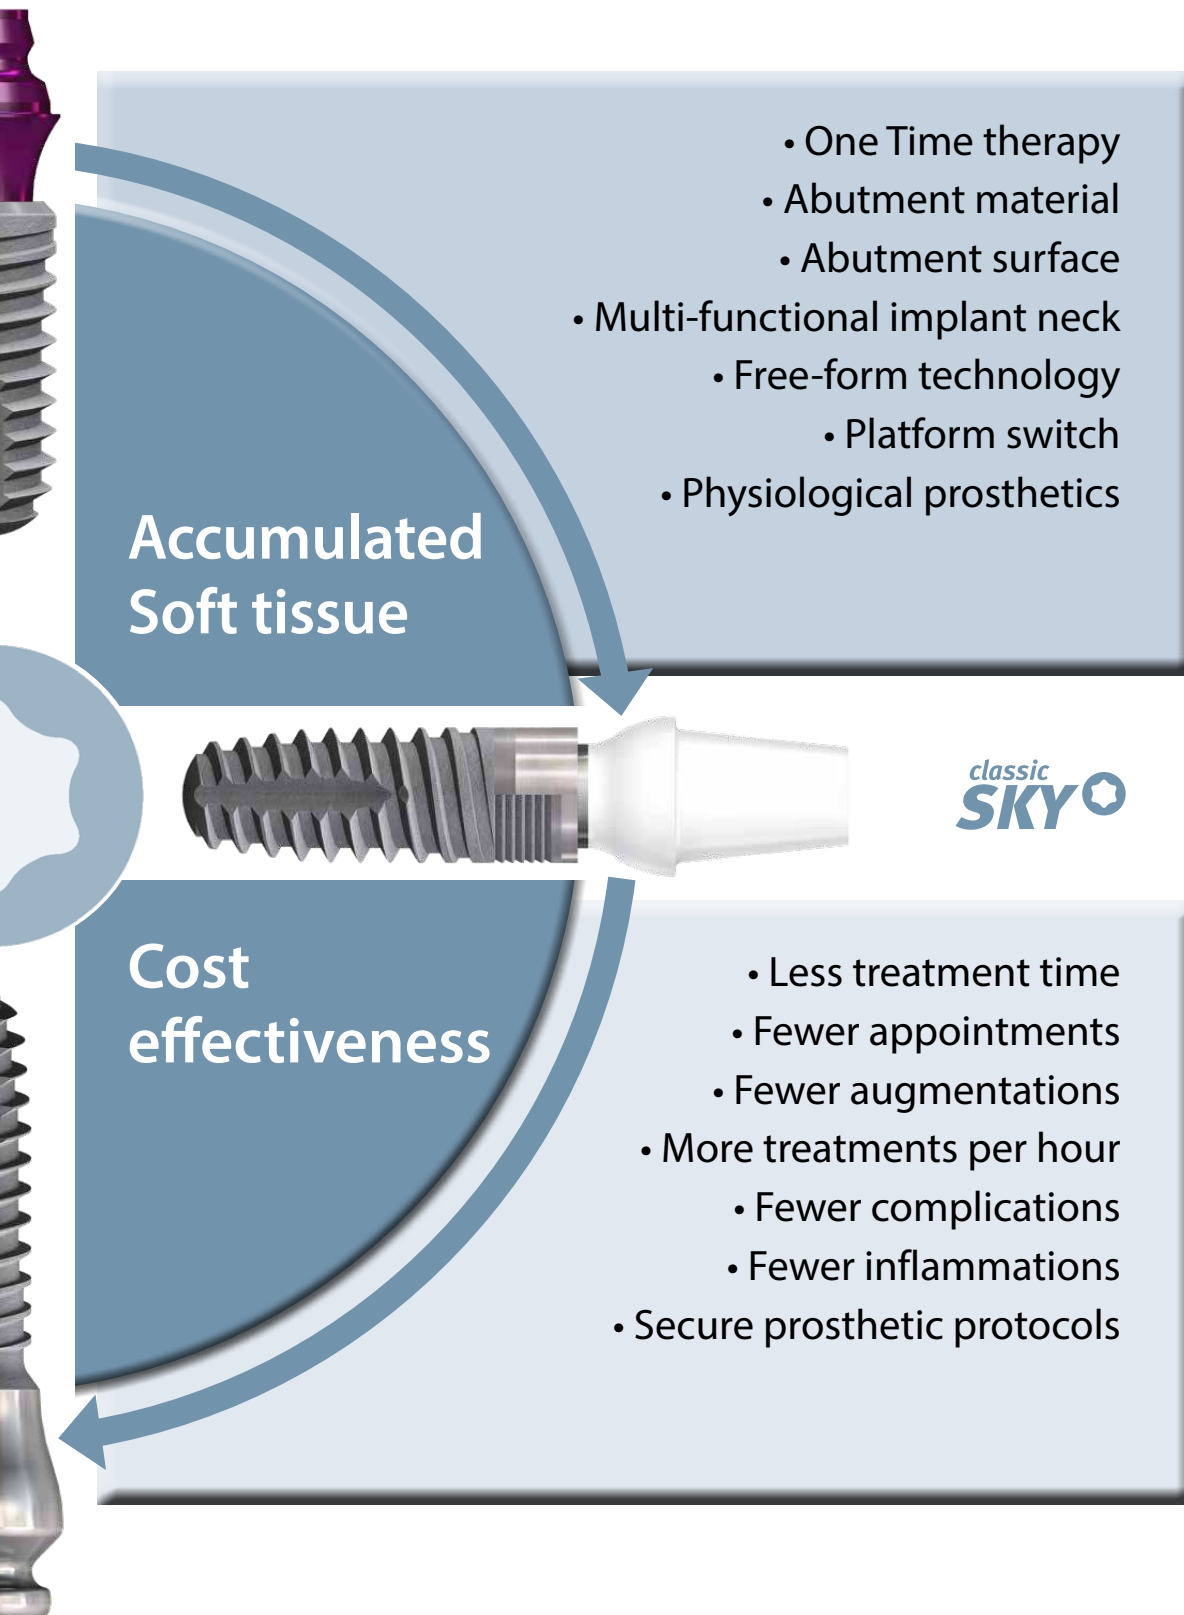 • One Time therapy
• Abutment material
• Abutment surface
• Multi-functional implant neck
• Free-form technology
• Platform switch
• Physiological prosthetics
Accumulated
Soft tissue
classic
SKY
Cost
effectiveness
• Less treatment time
• Fewer appointments
• Fewer augmentations
• More treatments per hour
• Fewer complications
• Fewer inflammations
• Secure prosthetic protocols